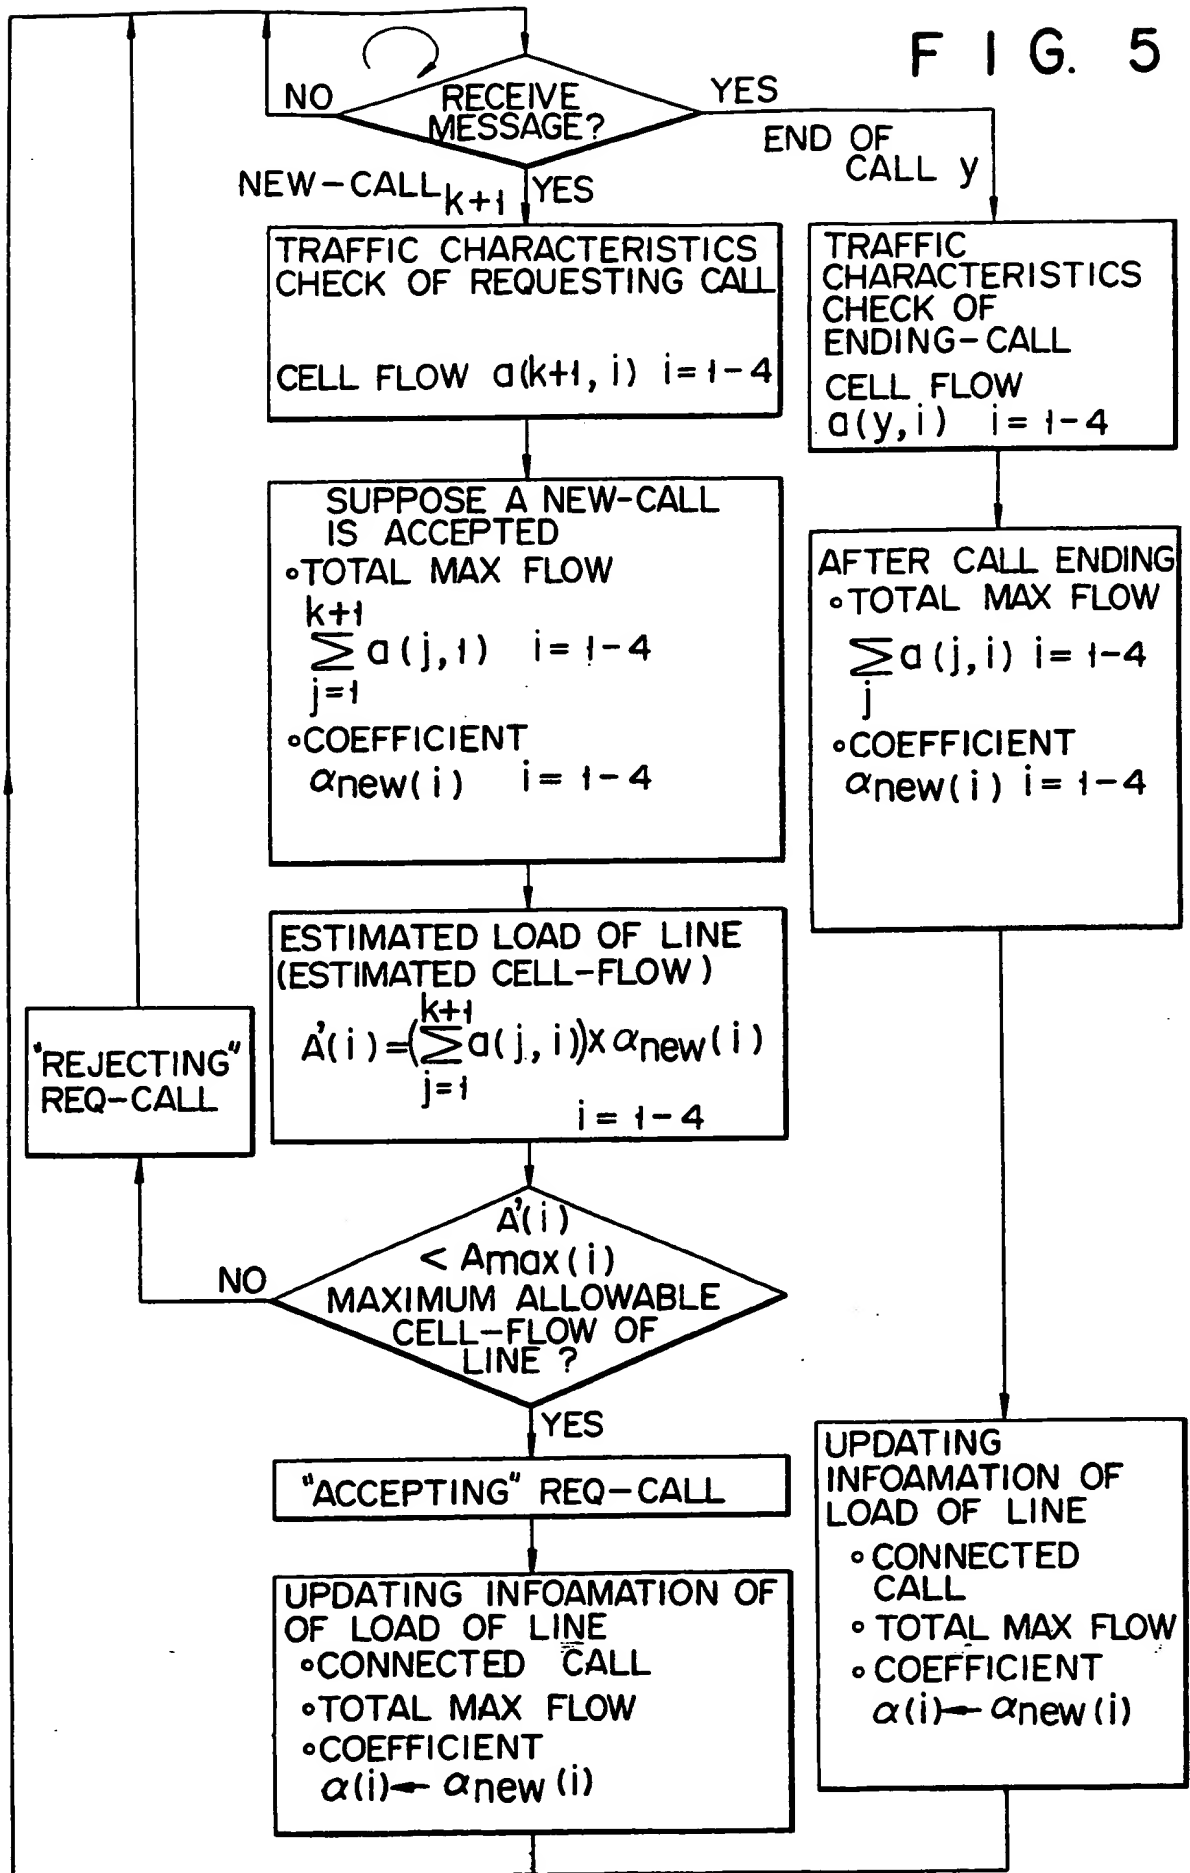 F I G. 5
NO
RECEIVE
MESSAGE?
YES
END OF
CALL y
NEW-CALL k+1
YES
TRAFFIC CHARACTERISTICS
CHECK OF REQUESTING CALL
CELL FLOW a(k+1, i) i = 1-4
TRAFFIC
CHARACTERISTICS
CHECK OF
ENDING-CALL
CELL FLOW
a(y, i) i = 1-4
SUPPOSE A NEW-CALL
IS ACCEPTED
∘TOTAL MAX FLOW
k+1
∑ a(j, 1) i = 1-4
j=1
∘COEFFICIENT
αnew(i) i = 1-4
AFTER CALL ENDING
∘TOTAL MAX FLOW
∑ a(j, i) i = 1-4
j
∘COEFFICIENT
αnew(i) i = 1-4
ESTIMATED LOAD OF LINE
(ESTIMATED CELL-FLOW)
k+1
A'(i)=(∑a(j, i))x αnew(i)
j=1
i = 1-4
"REJECTING"
REQ-CALL
A'(i)
< Amax(i)
MAXIMUM ALLOWABLE
CELL-FLOW OF
LINE ?
NO
YES
"ACCEPTING" REQ-CALL
UPDATING INFOAMATION OF
OF LOAD OF LINE
∘CONNECTED CALL
∘TOTAL MAX FLOW
∘COEFFICIENT
α(i)← αnew(i)
UPDATING
INFOAMATION OF
LOAD OF LINE
∘CONNECTED
CALL
∘TOTAL MAX FLOW
∘COEFFICIENT
α(i)← αnew(i)